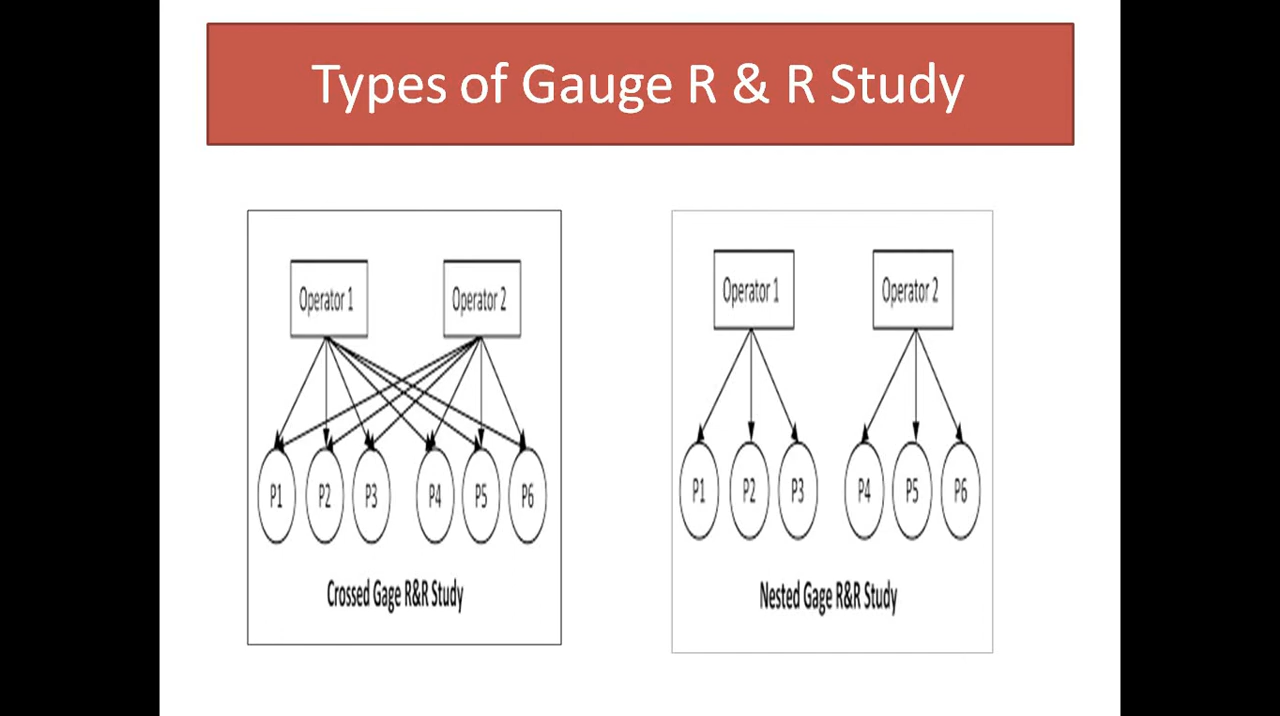 Types of Gauge R & R Study
Operator 1
Operator 2
P1
P2
P3
P4
P5
P6
Crossed Gage R&R Study
Operator 1
Operator 2
P1
P2
P3
P4
P5
P6
Nested Gage R&R Study